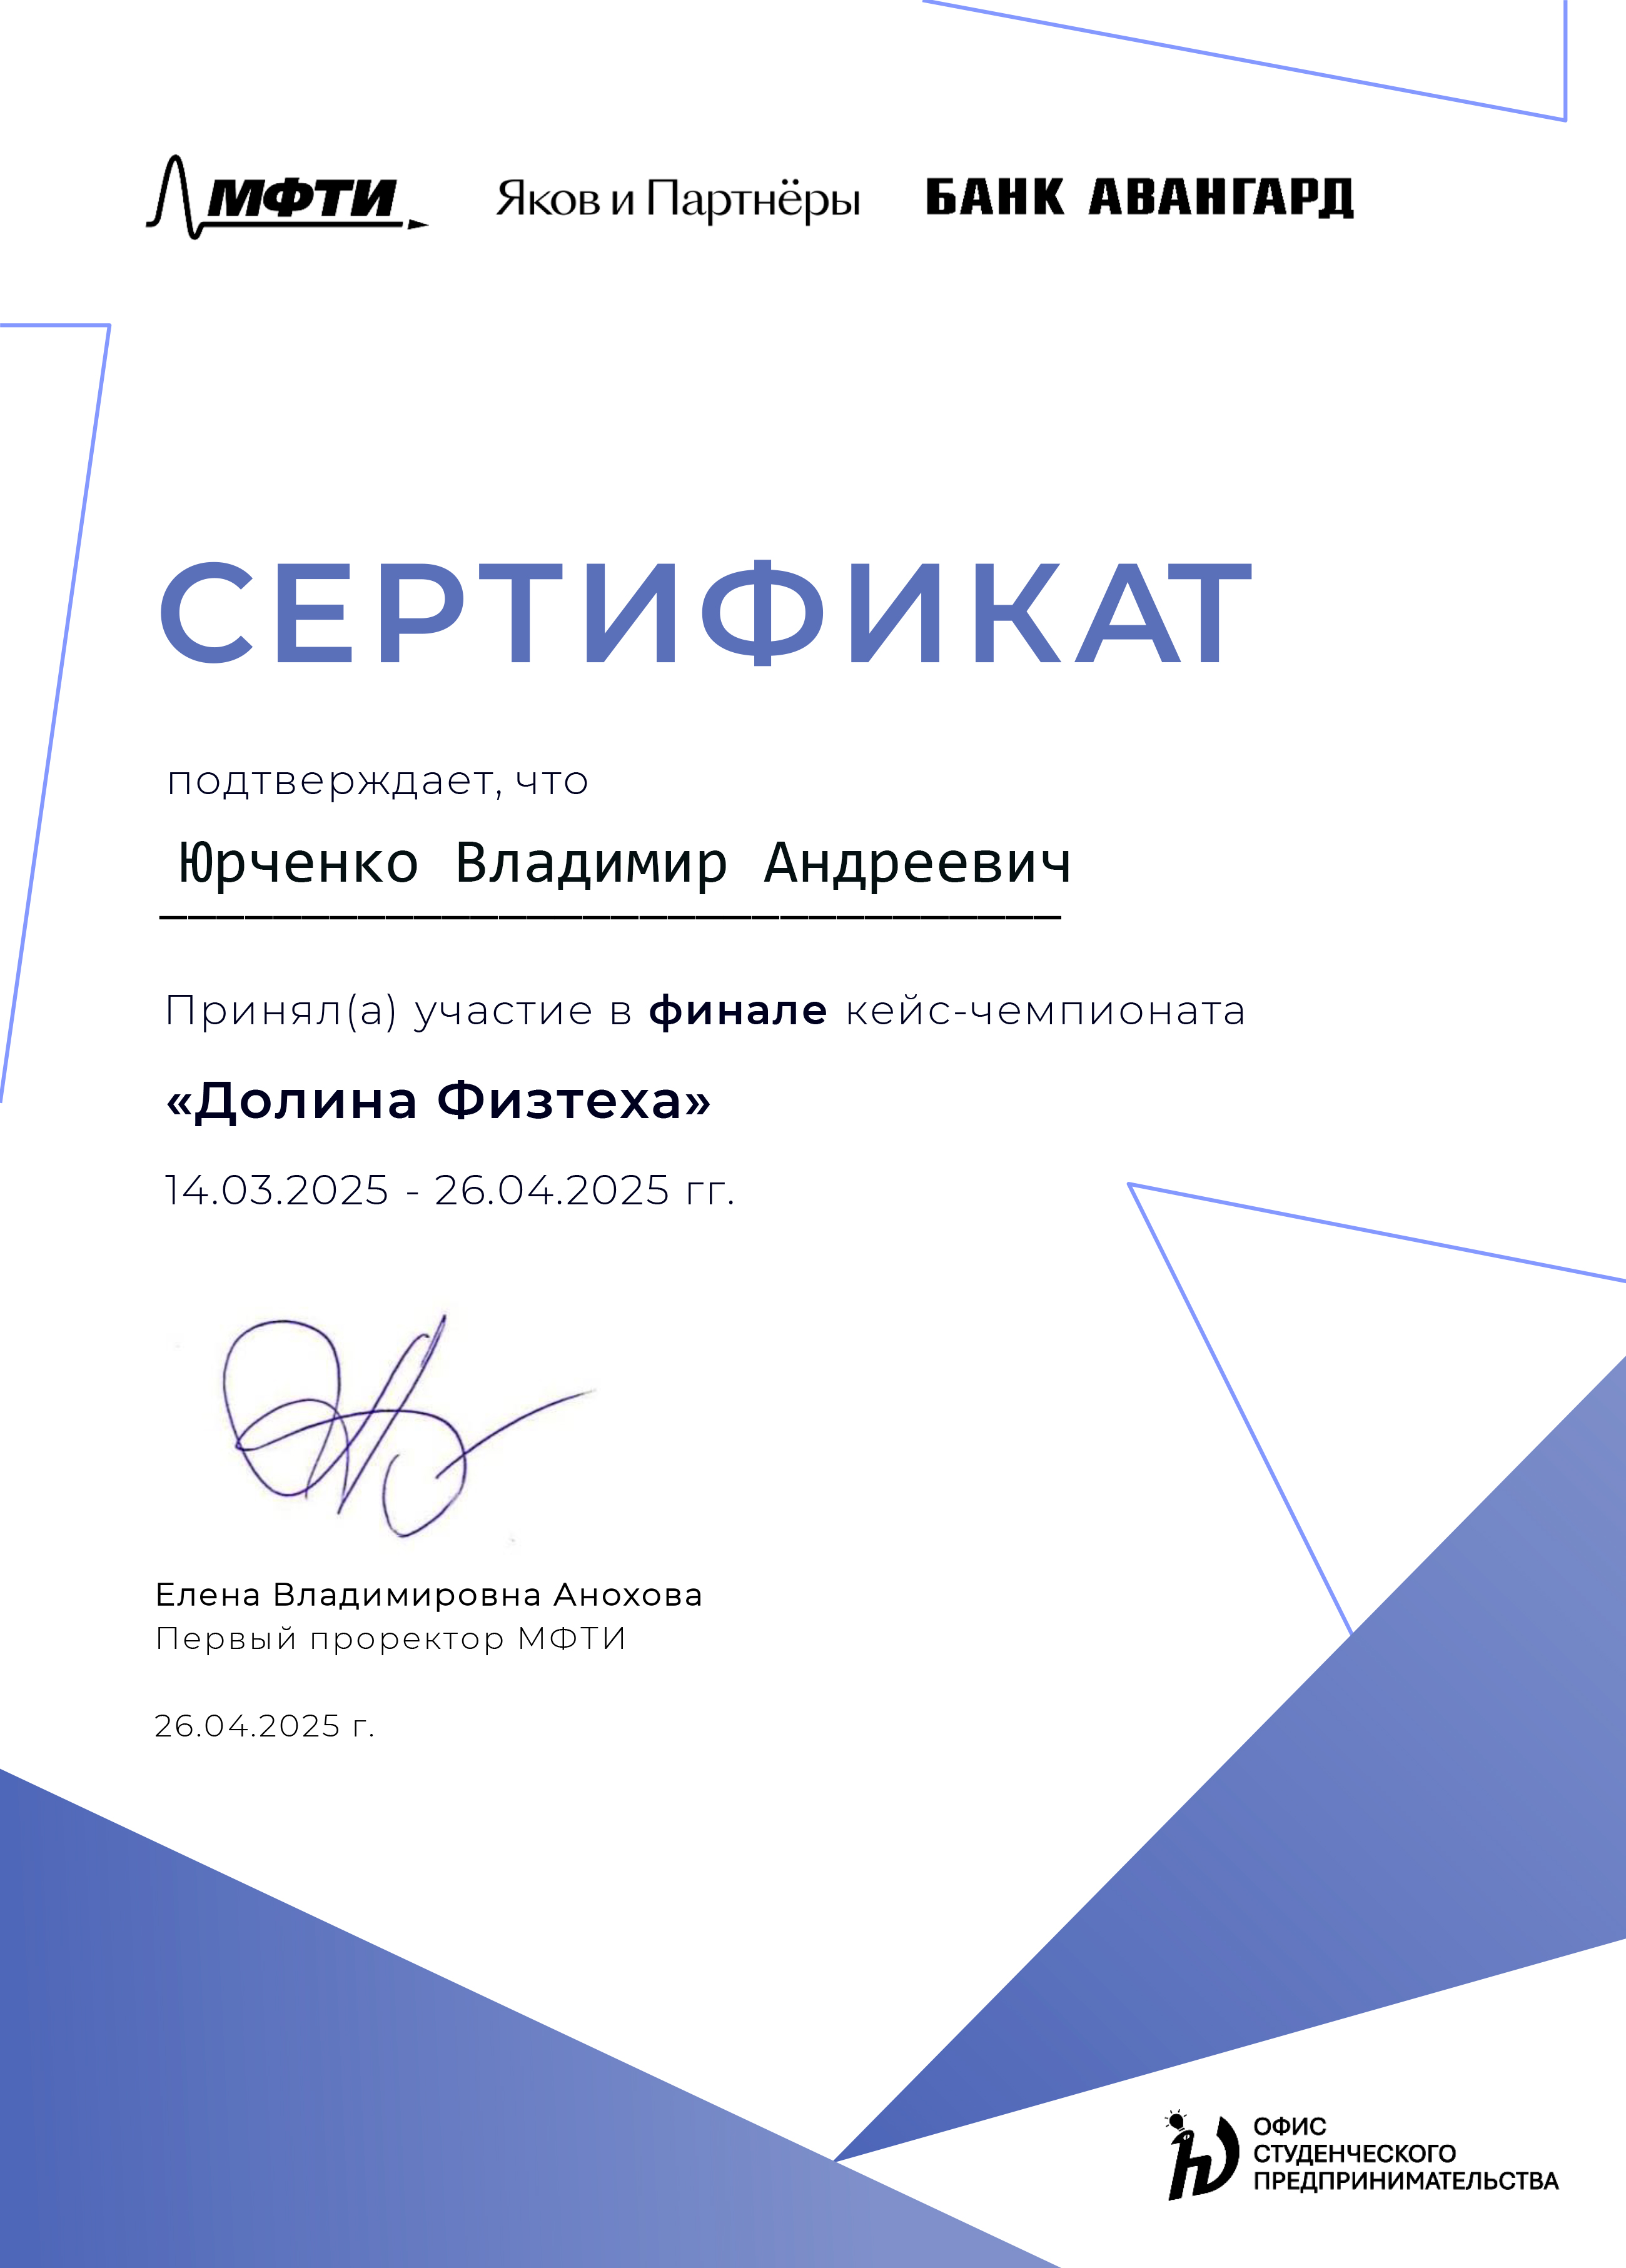 МФТИ Яков и Партнёры БАНК АВАНГАРД
СЕРТИФИКАТ
подтверждает, что
Юрченко Владимир Андреевич
Принял(а) участие в финале кейс-чемпионата
«Долина Физтеха»
14.03.2025 - 26.04.2025 гг.
Елена Владимировна Анохова
Первый проректор МФТИ
26.04.2025 г.
ОФИС
СТУДЕНЧЕСКОГО
ПРЕДПРИНИМАТЕЛЬСТВА